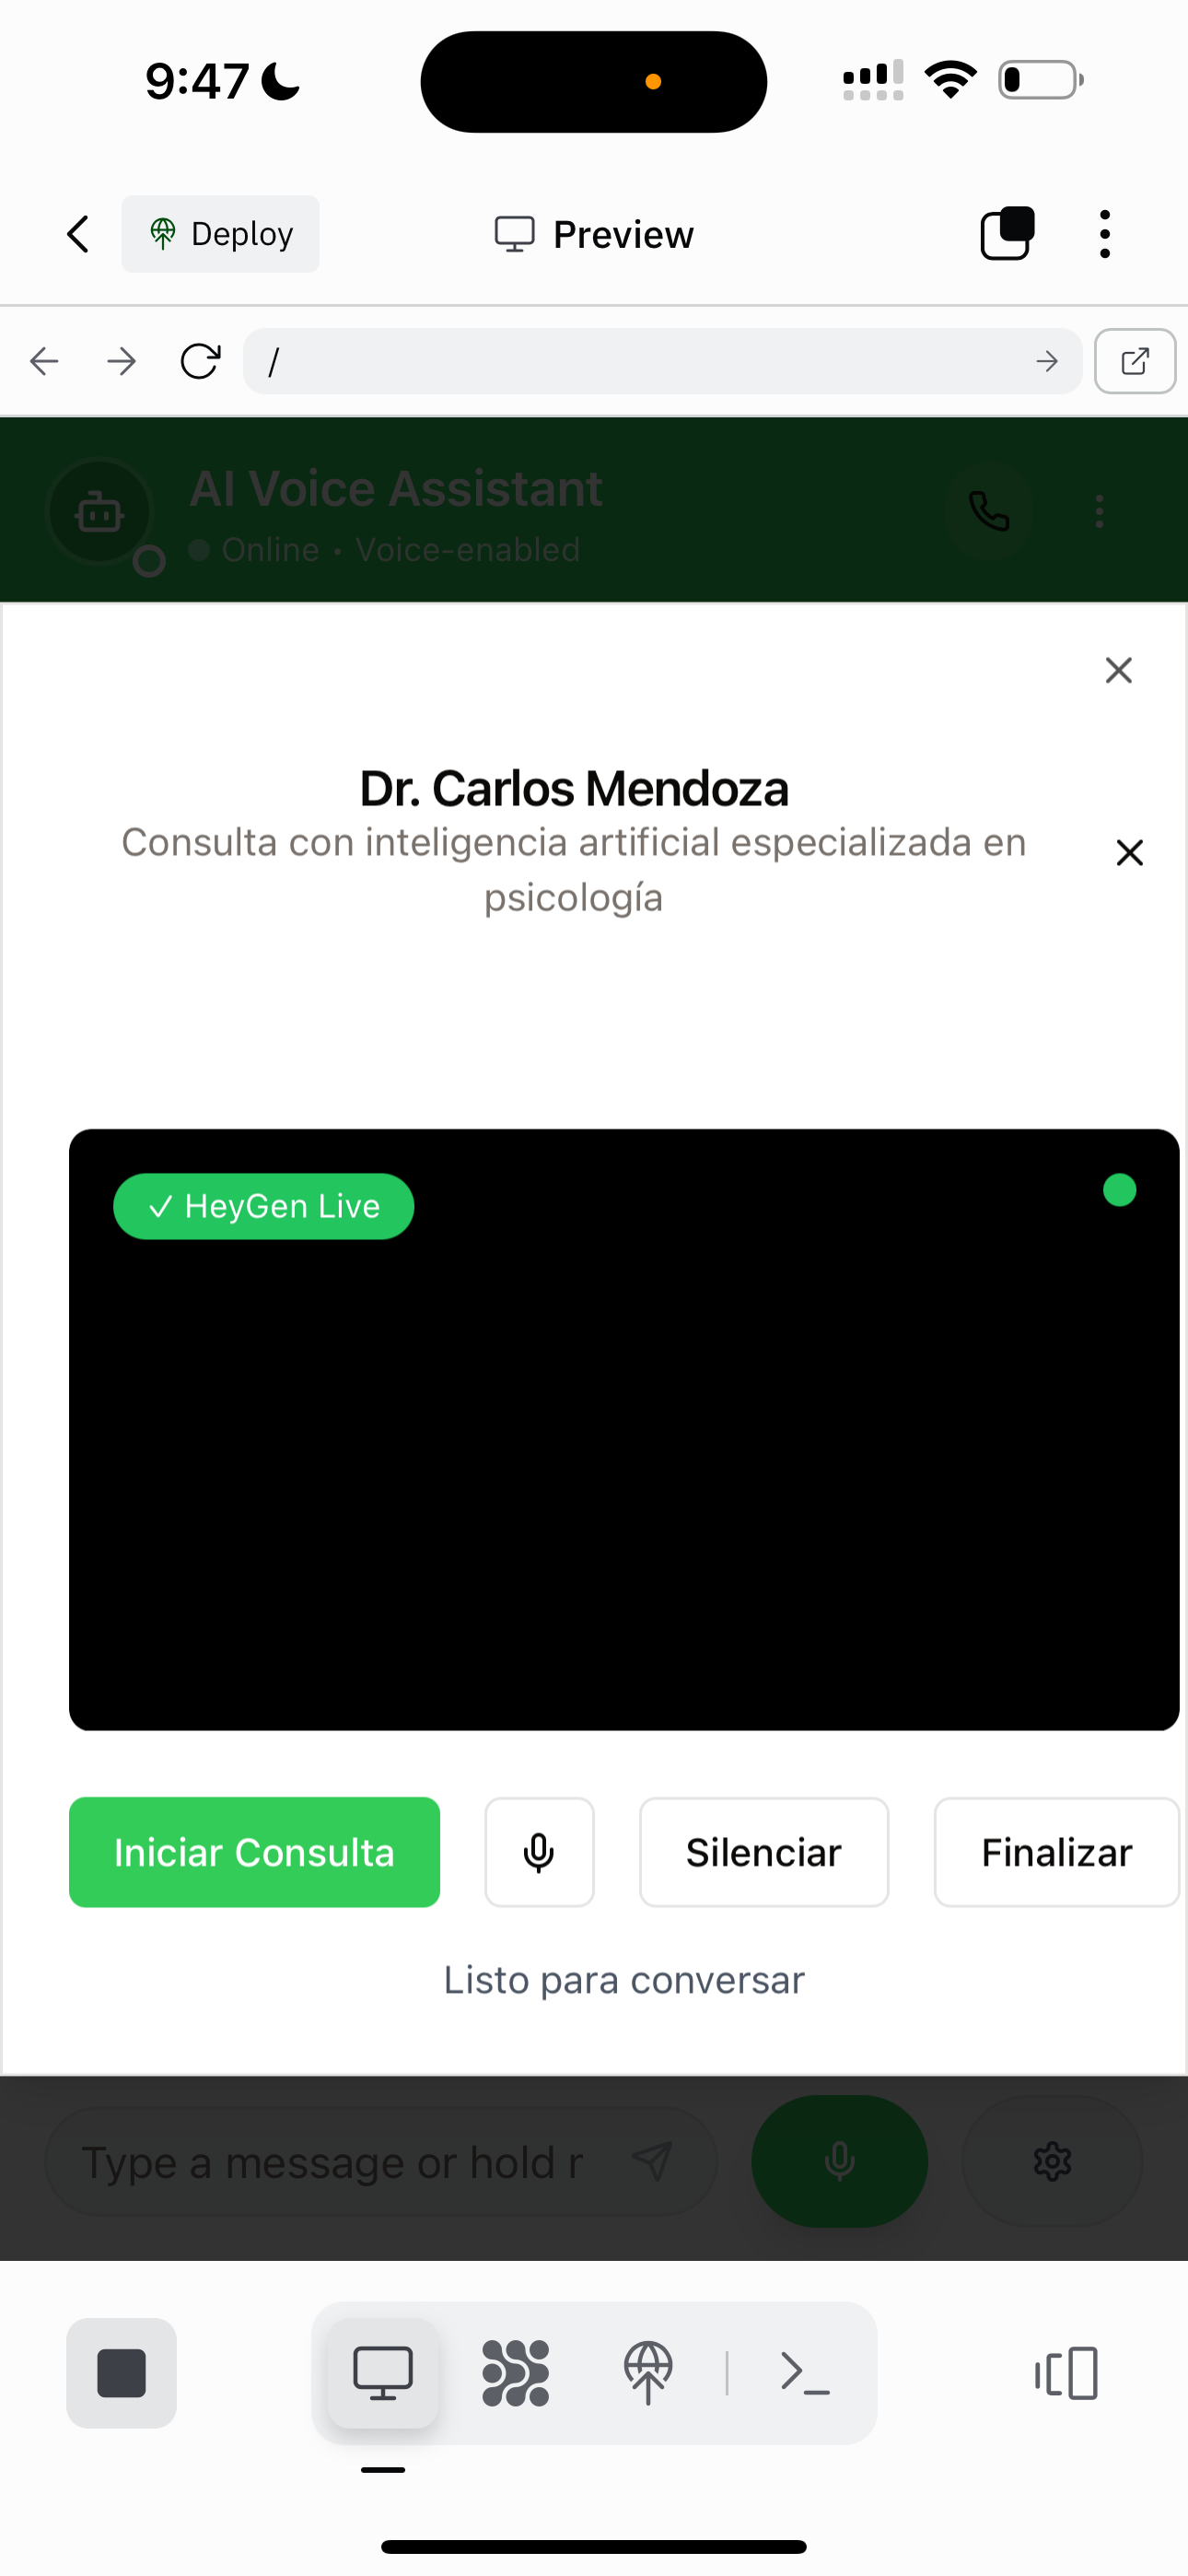 9:47
Deploy
Preview
/
AI Voice Assistant
Online • Voice-enabled
Dr. Carlos Mendoza
Consulta con inteligencia artificial especializada en
psicología
✓ HeyGen Live
Iniciar Consulta
Silenciar
Finalizar
Listo para conversar
Type a message or hold r